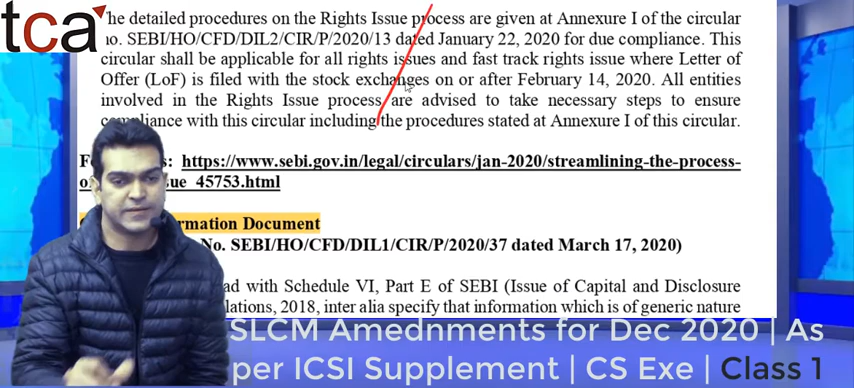 tca
he detailed procedures on the Rights Issue process are given at Annexure I of the circular
no. SEBI/HO/CFD/DIL2/CIR/P/2020/13 dated January 22, 2020 for due compliance. This
circular shall be applicable for all rights issues and fast track rights issue where Letter of
Offer (LoF) is filed with the stock exchanges on or after February 14, 2020. All entities
involved in the Rights Issue process are advised to take necessary steps to ensure
compliance with this circular including the procedures stated at Annexure I of this circular.
https://www.sebi.gov.in/legal/circulars/jan-2020/streamlining-the-process-
ue_45753.html
rmation Document
No. SEBI/HO/CFD/DIL1/CIR/P/2020/37 dated March 17, 2020)
ad with Schedule VI, Part E of SEBI (Issue of Capital and Disclosure
lations, 2018, inter alia specify that information which is of generic nature
SLCM Amednments for Dec 2020 | As
per ICSI Supplement | CS Exe | Class 1